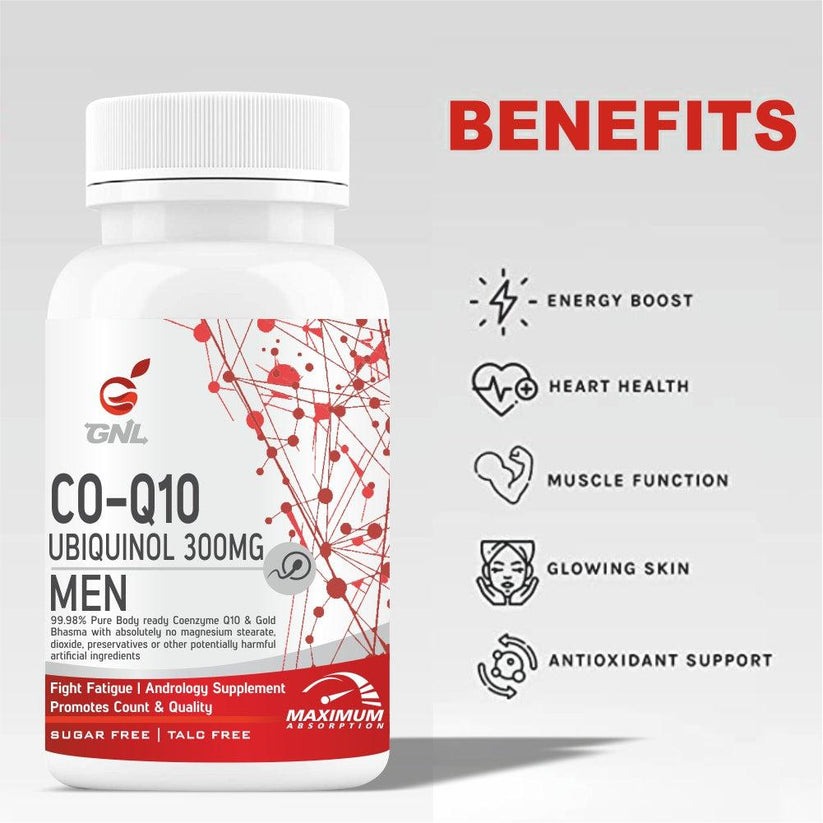 BENEFITS
ENERGY BOOST
HEART HEALTH
MUSCLE FUNCTION
GLOWING SKIN
ANTIOXIDANT SUPPORT
GNL
CO-Q10
UBIQUINOL 300MG
MEN
99.98% Pure Body ready Coenzyme Q10 & Gold
Bhasma with absolutely no magnesium stearate,
dioxide, preservatives or other potentially harmful
artificial ingredients
Fight Fatigue | Andrology Supplement
Promotes Count & Quality
MAXIMUM
ABSORPTION
SUGAR FREE | TALC FREE